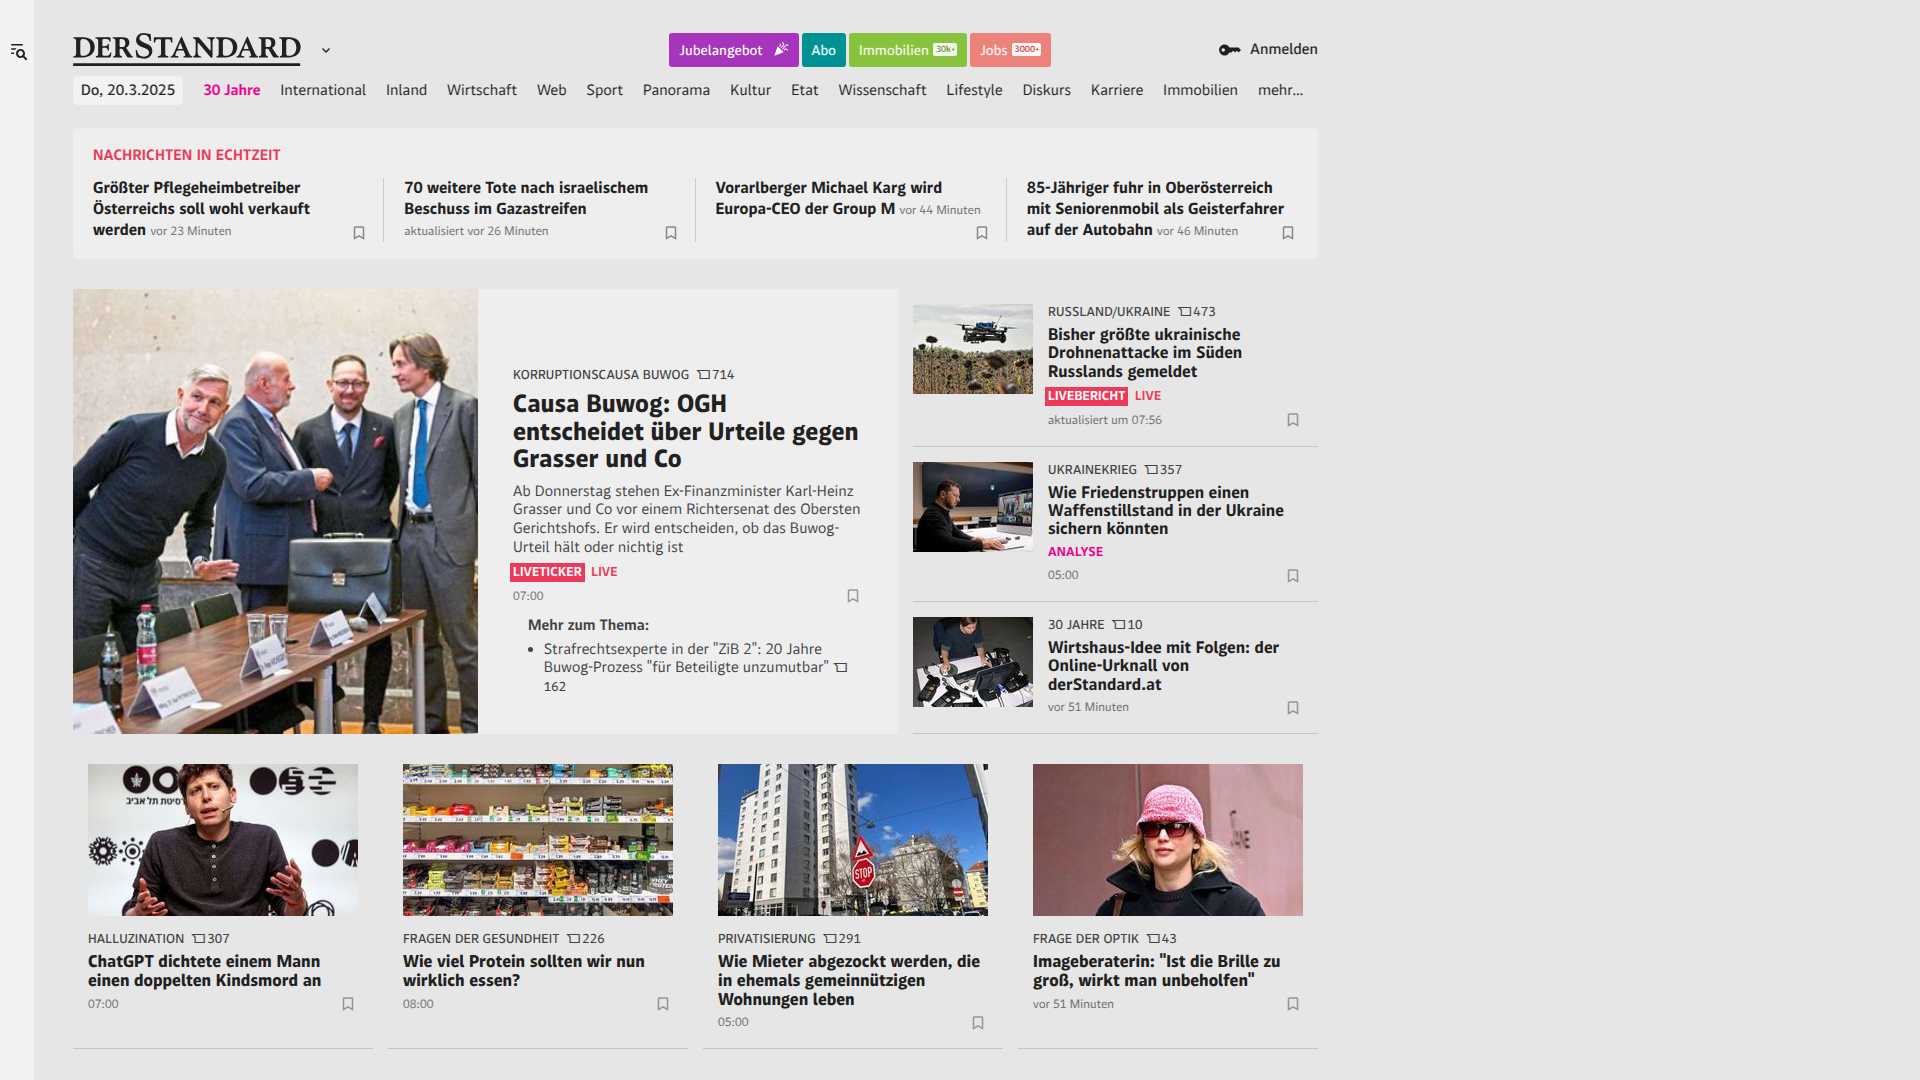 DERSTANDARD
Jubelangebot
Abo
Immobilien 30k+
Jobs 3000+
Anmelden
Do, 20.3.2025
30 Jahre
International
Inland
Wirtschaft
Web
Sport
Panorama
Kultur
Etat
Wissenschaft
Lifestyle
Diskurs
Karriere
Immobilien
mehr...
NACHRICHTEN IN ECHTZEIT
Größter Pflegeheimbetreiber
Österreichs soll wohl verkauft
werden vor 23 Minuten
70 weitere Tote nach israelischem
Beschuss im Gazastreifen
aktualisiert vor 26 Minuten
Vorarlberger Michael Karg wird
Europa-CEO der Group M vor 44 Minuten
85-Jähriger fuhr in Oberösterreich
mit Seniorenmobil als Geisterfahrer
auf der Autobahn vor 46 Minuten
KORRUPTIONSCAUSA BUWOG 714
Causa Buwog: OGH
entscheidet über Urteile gegen
Grasser und Co
Ab Donnerstag stehen Ex-Finanzminister Karl-Heinz
Grasser und Co vor einem Richtersenat des Obersten
Gerichtshofs. Er wird entscheiden, ob das Buwog-
Urteil hält oder nichtig ist
LIVETICKER LIVE
07:00
Mehr zum Thema:
• Strafrechtsexperte in der "ZiB 2": 20 Jahre
Buwog-Prozess "für Beteiligte unzumutbar"
162
RUSSLAND/UKRAINE 473
Bisher größte ukrainische
Drohnenattacke im Süden
Russlands gemeldet
LIVEBERICHT LIVE
aktualisiert um 07:56
UKRAINEKRIEG 357
Wie Friedenstruppen einen
Waffenstillstand in der Ukraine
sichern könnten
ANALYSE
05:00
30 JAHRE 10
Wirtshaus-Idee mit Folgen: der
Online-Urknall von
derStandard.at
vor 51 Minuten
HALLUZINATION 307
ChatGPT dichtete einem Mann
einen doppelten Kindsmord an
07:00
FRAGEN DER GESUNDHEIT 226
Wie viel Protein sollten wir nun
wirklich essen?
08:00
STOP
PRIVATISIERUNG 291
Wie Mieter abgezockt werden, die
in ehemals gemeinnützigen
Wohnungen leben
05:00
FRAGE DER OPTIK 43
Imageberaterin: "Ist die Brille zu
groß, wirkt man unbeholfen"
vor 51 Minuten